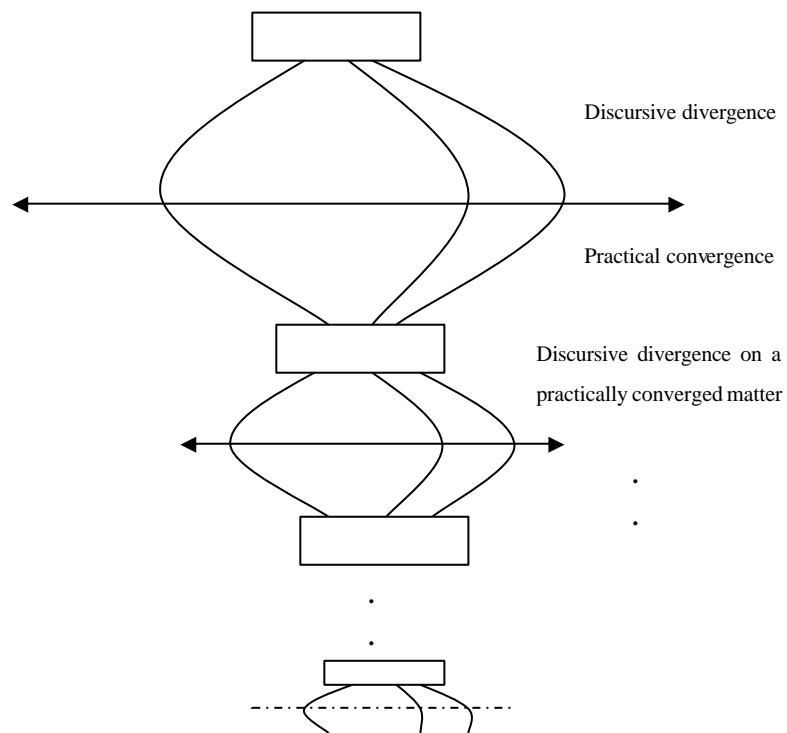 Discursive divergence
Practical convergence
Discursive divergence on a
practically converged matter